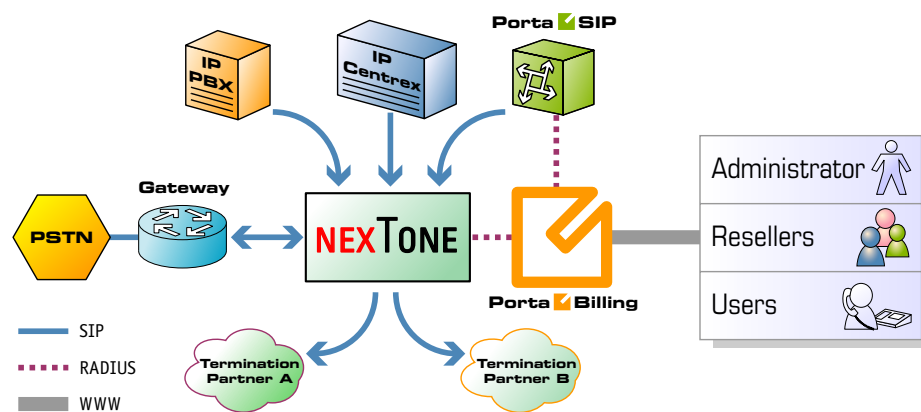 Porta SIP
IP
PBX
IP
Centrex
Administrator
Gateway
PSTN
NEXTONE
Resellers
Porta Billing
Users
SIP
RADIUS
WWW
Termination
Partner A
Termination
Partner B